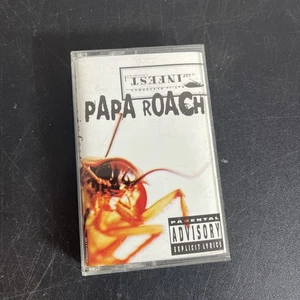 INFEST
PAPA ROACH
PARENTAL
ADVISORY
EXPLICIT LYRICS